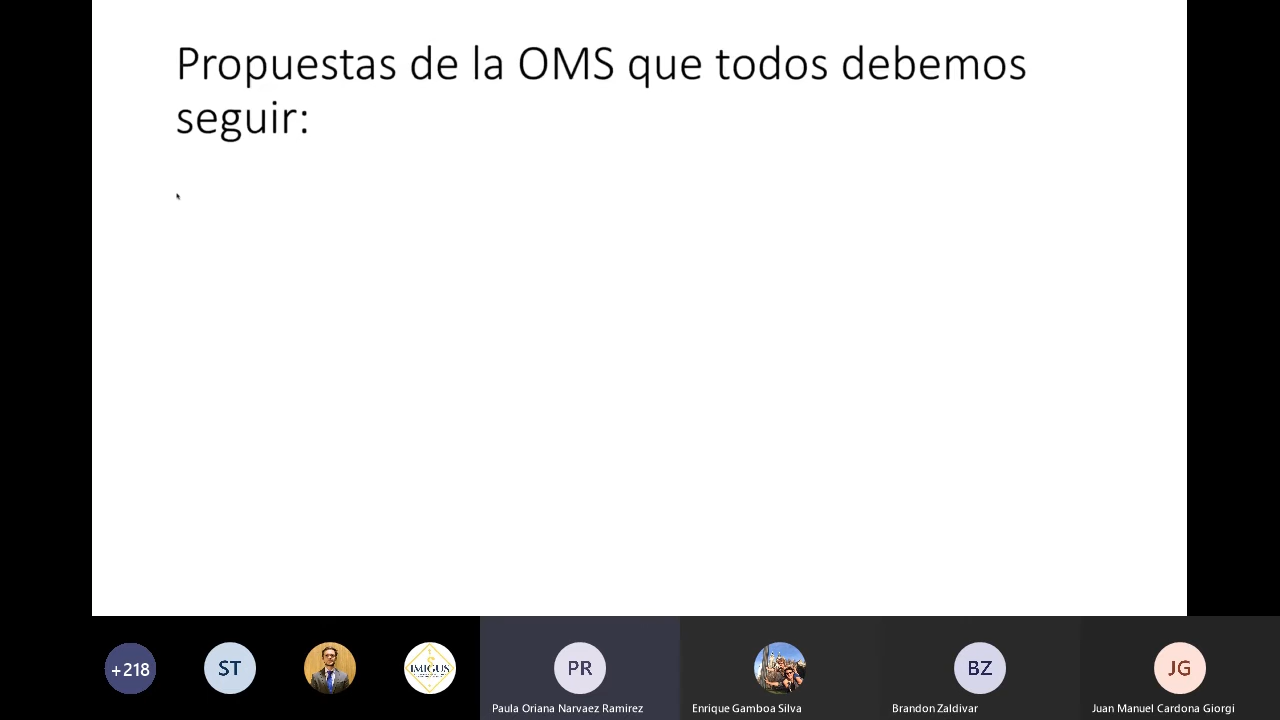 Propuestas de la OMS que todos debemos
seguir:
+218
ST
IMIGUS
PR
BZ
JG
Paula Oriana Narvaez Ramirez
Enrique Gamboa Silva
Brandon Zaldivar
Juan Manuel Cardona Giorgi